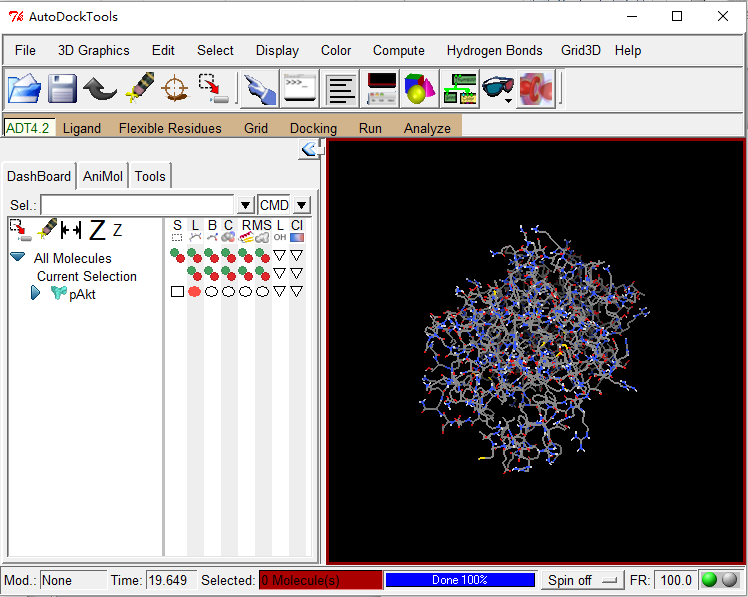 AutoDockTools
File 3D Graphics Edit Select Display Color Compute Hydrogen Bonds Grid3D Help
>>>_
ADT4.2 Ligand Flexible Residues Grid Docking Run Analyze
DashBoard AniMol Tools
Sel.: CMD
Z Z
S L B C R MS L Cl
OH
All Molecules
Current Selection
pAkt
Mod.: None Time: 19.649 Selected: 0 Molecule(s) Done 100% Spin off FR: 100.0